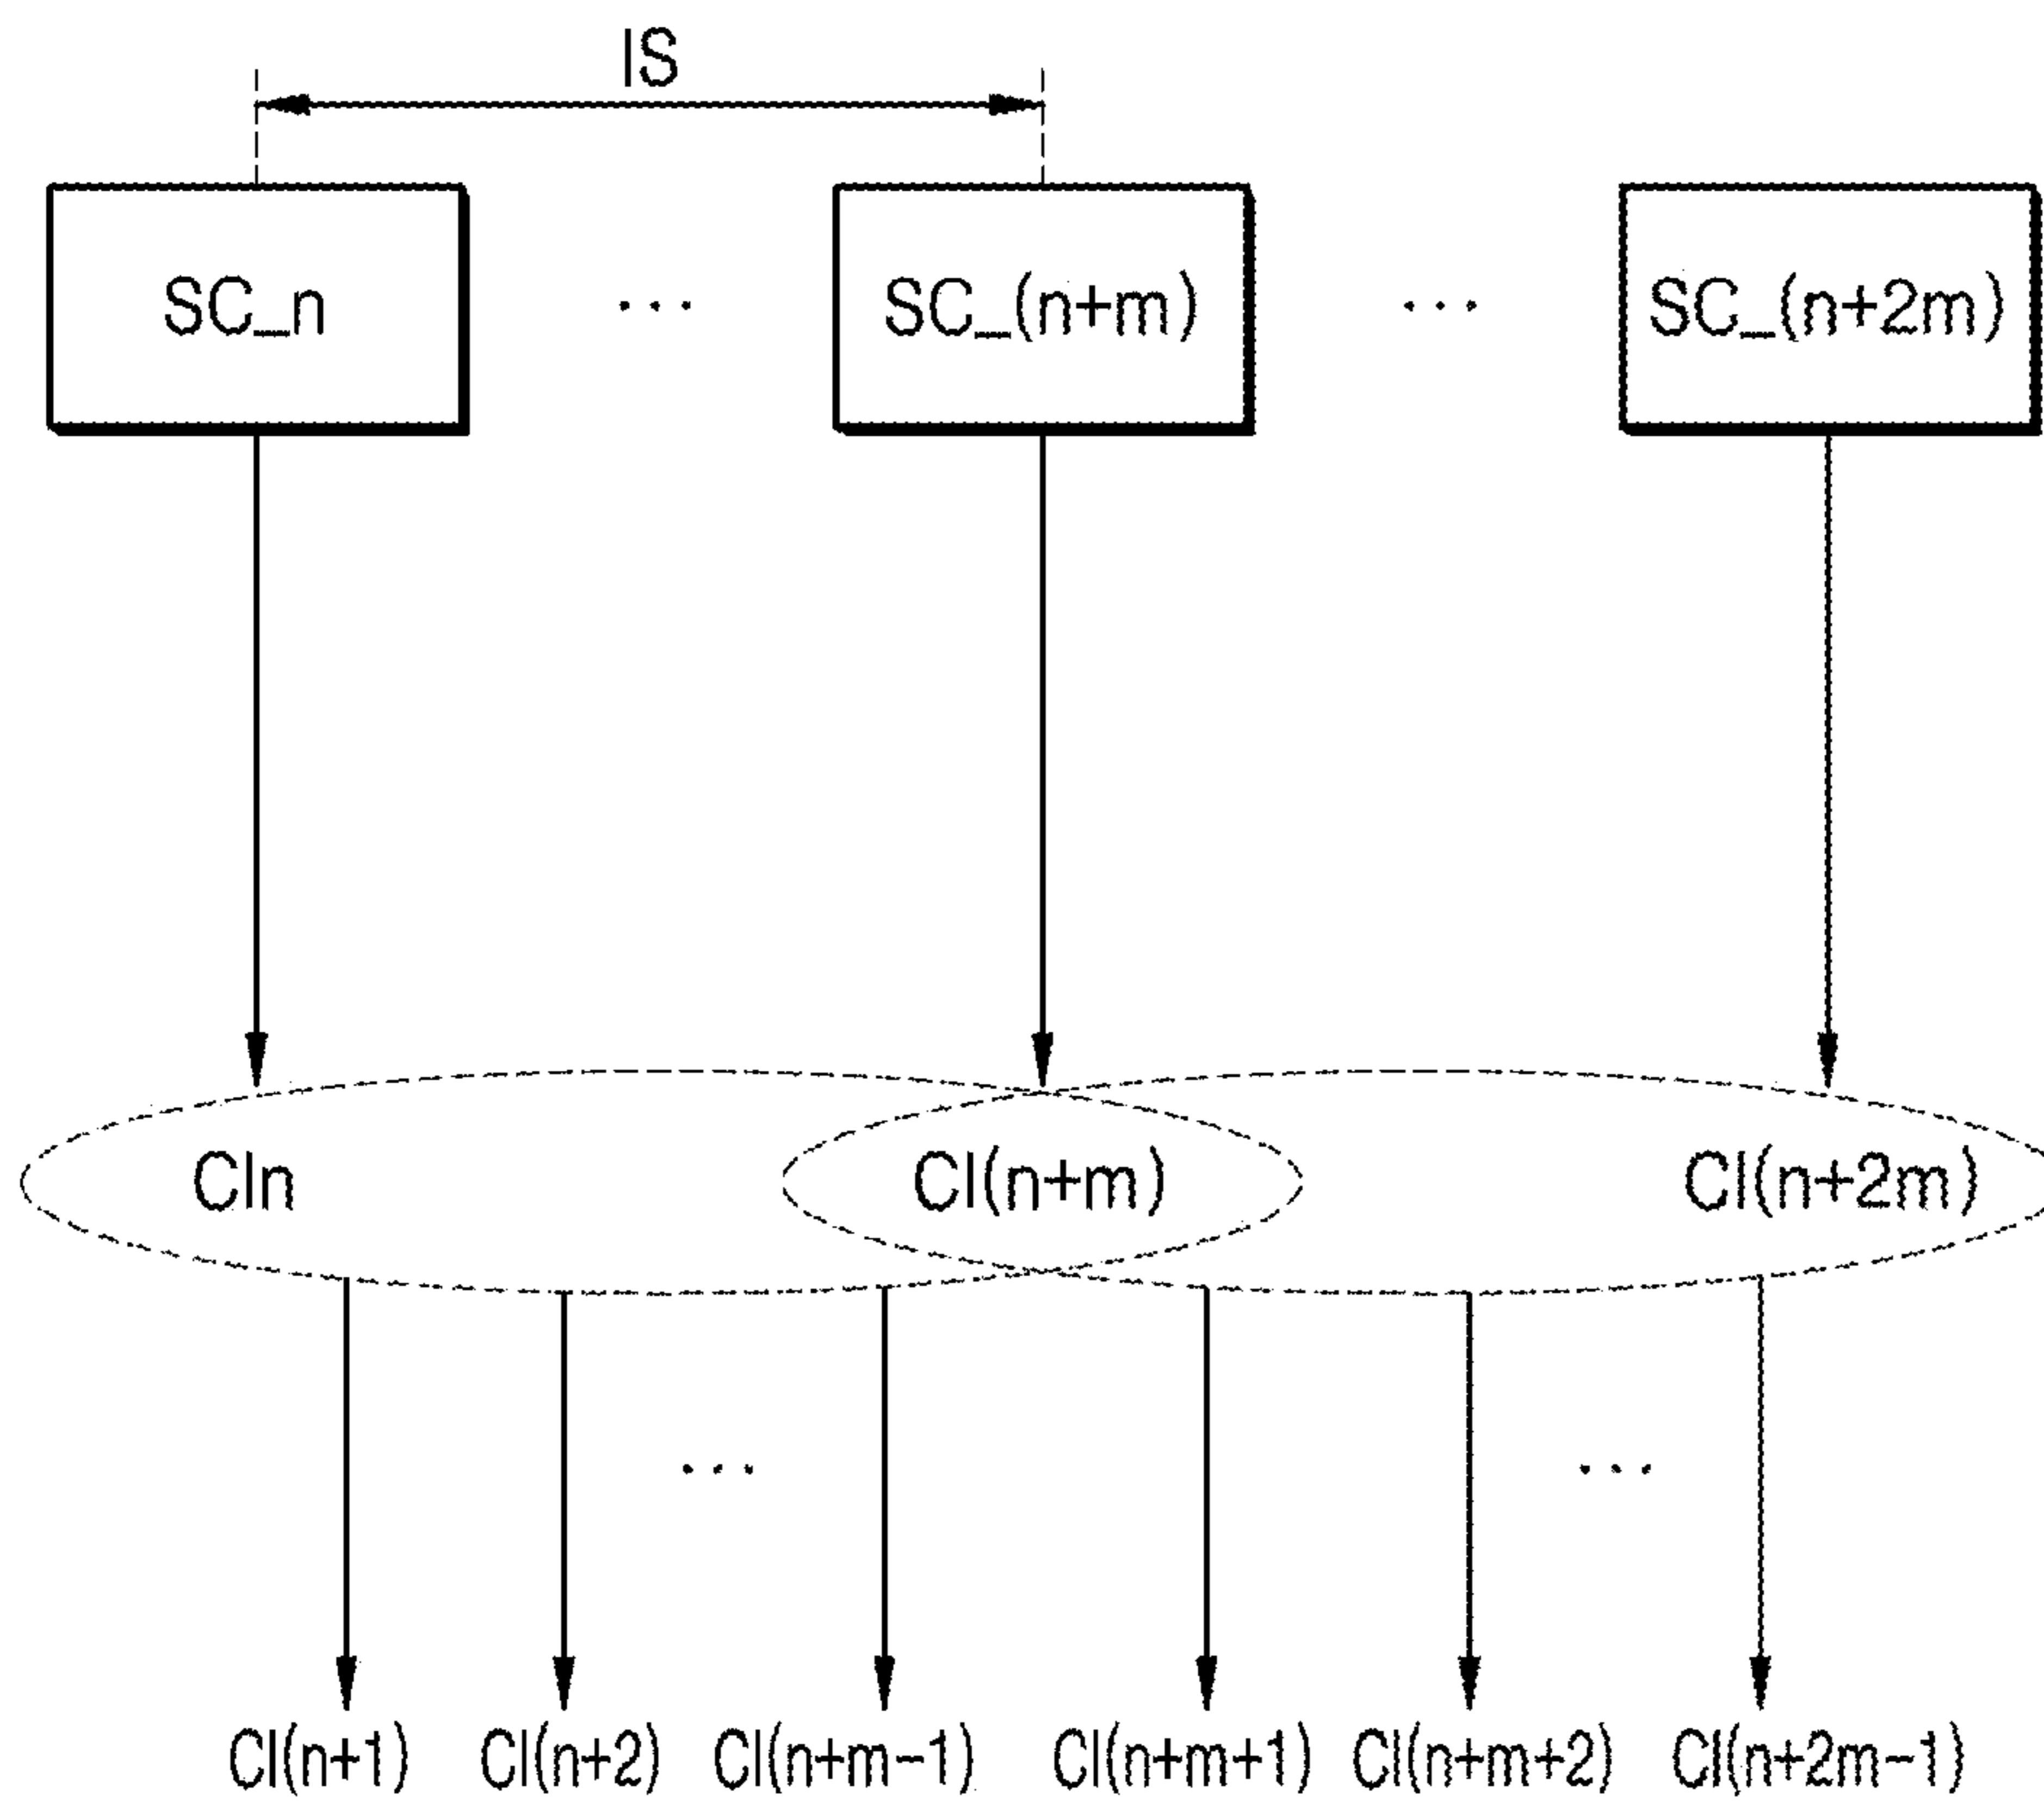 IS
SC_n ... SC_(n+m) ... SC_(n+2m)
CIn CI(n+m) CI(n+2m)
... ...
CI(n+1) CI(n+2) CI(n+m-1) CI(n+m+1) CI(n+m+2) CI(n+2m-1)